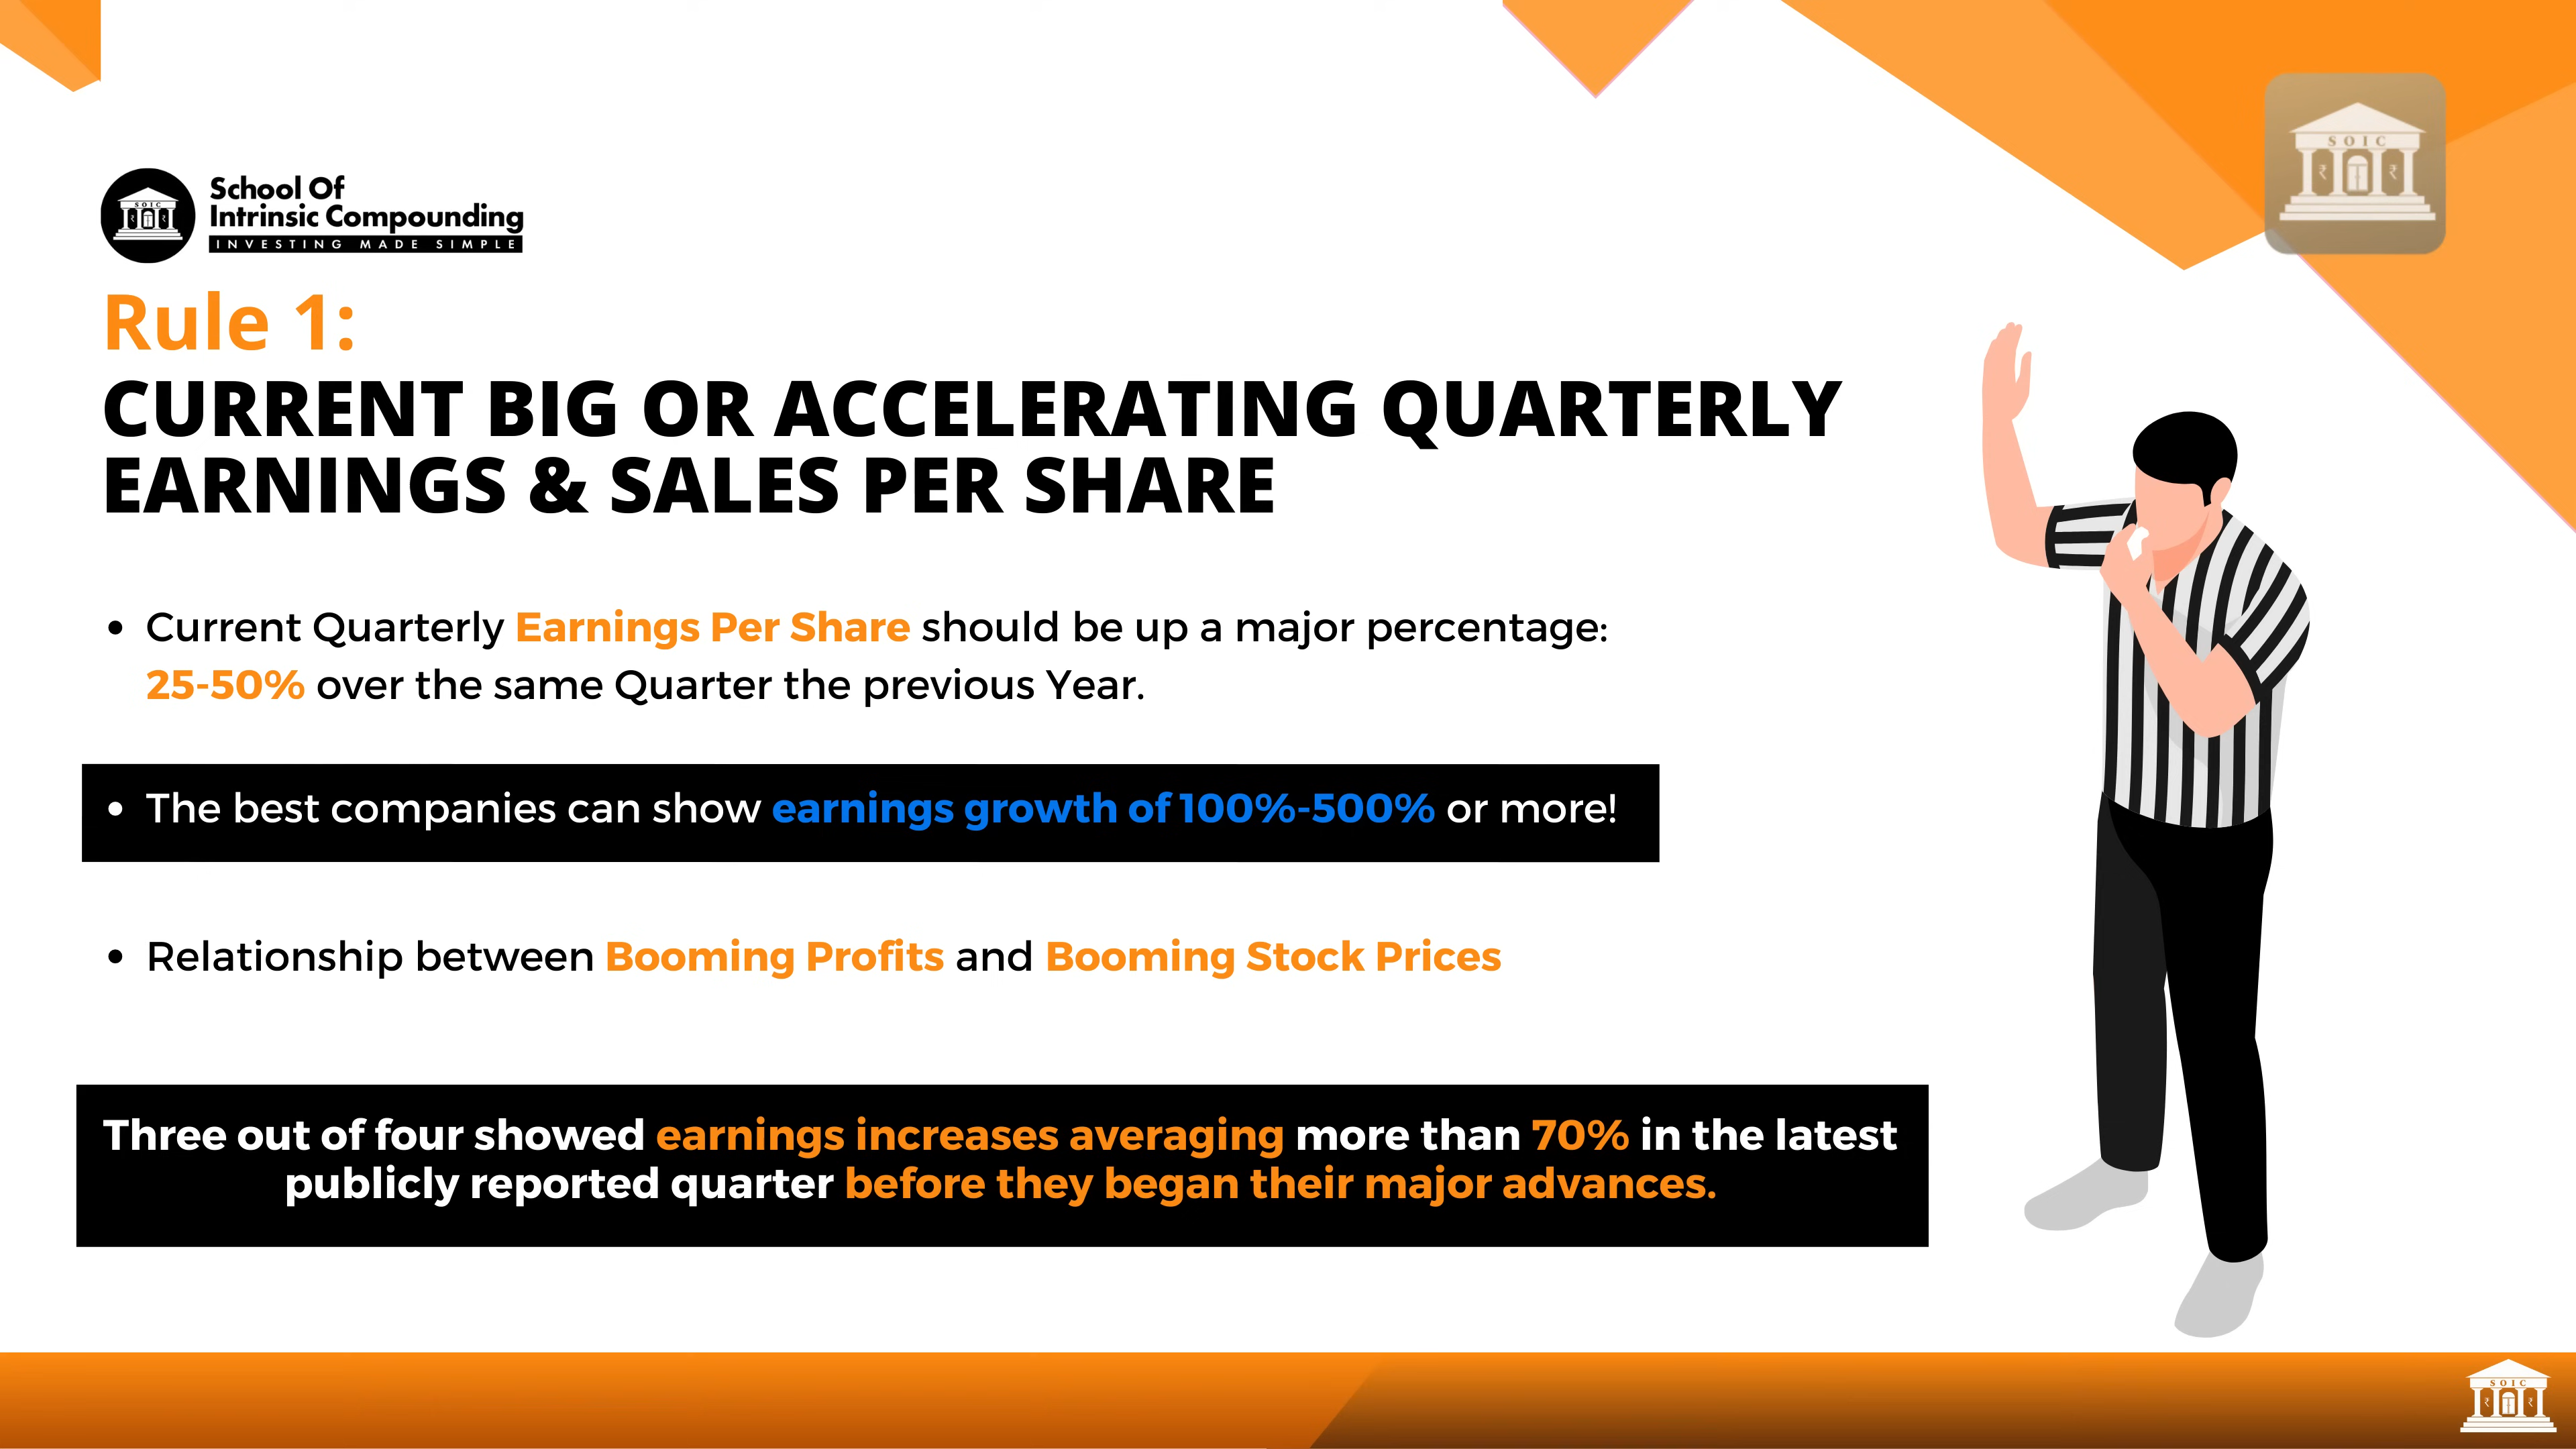 SOIC
SOIC
School Of
Intrinsic Compounding
INVESTING MADE SIMPLE
Rule 1:
CURRENT BIG OR ACCELERATING QUARTERLY
EARNINGS & SALES PER SHARE
• Current Quarterly Earnings Per Share should be up a major percentage:
25-50% over the same Quarter the previous Year.
• The best companies can show earnings growth of 100%-500% or more!
• Relationship between Booming Profits and Booming Stock Prices
Three out of four showed earnings increases averaging more than 70% in the latest
publicly reported quarter before they began their major advances.
SOIC